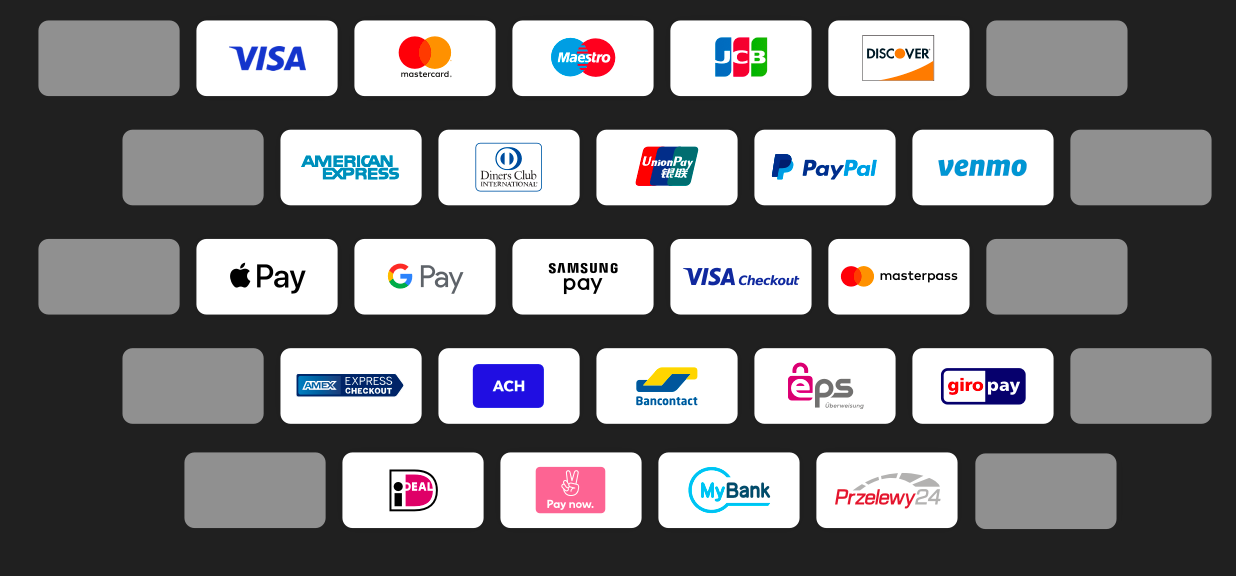 VISA
mastercard.
Maestro
JCB
DISCOVER
AMERICAN
EXPRESS
Diners Club
INTERNATIONAL
UnionPay
银联
PayPal
venmo
Pay
G Pay
SAMSUNG
pay
VISA Checkout
masterpass
AMEX EXPRESS
CHECKOUT
ACH
Bancontact
eps
Überweisung
giropay
iDEAL
Pay now.
MyBank
Przelewy24